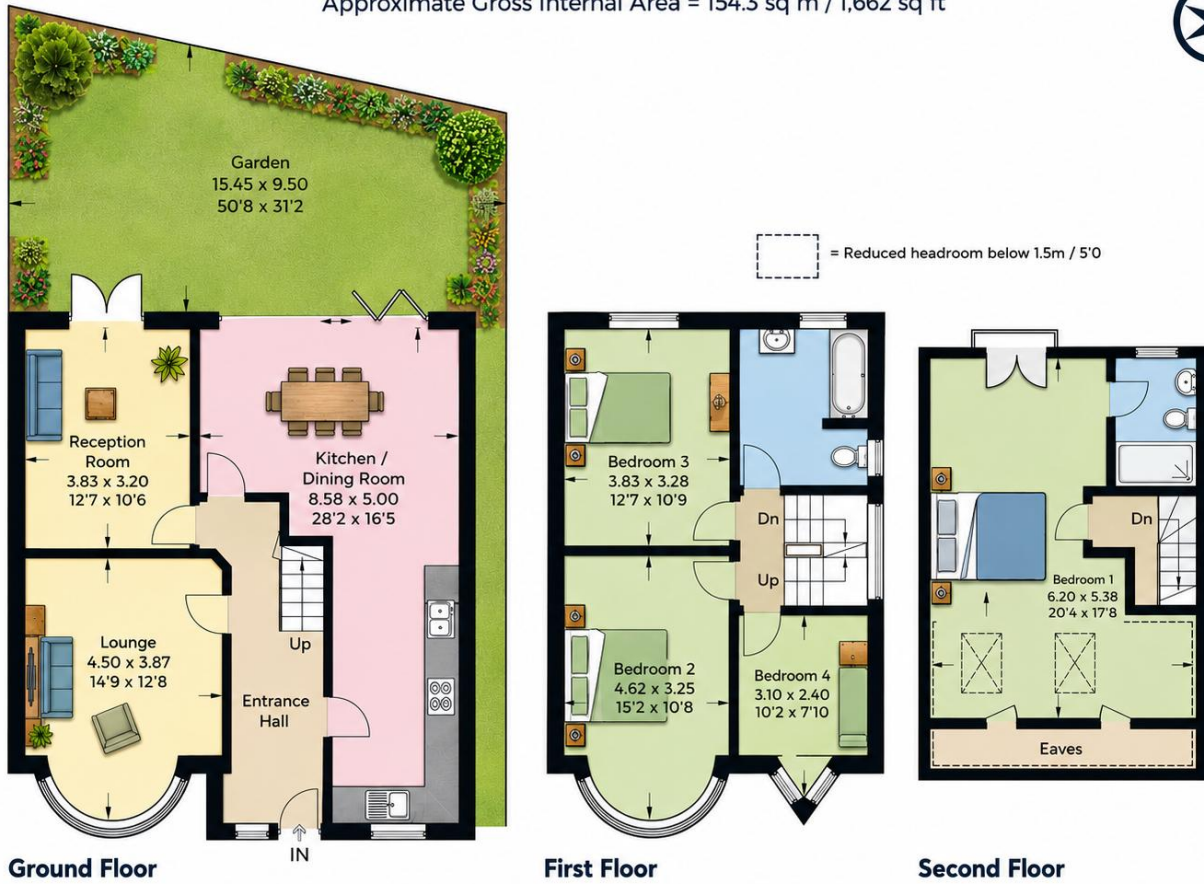 Approximate Gross Internal Area = 154.3 sq m / 1,662 sq ft
Garden
15.45 x 9.50
50'8 x 31'2
= Reduced headroom below 1.5m / 5'0
Reception
Room
3.83 x 3.20
12'7 x 10'6
Kitchen /
Dining Room
8.58 x 5.00
28'2 x 16'5
Lounge
4.50 x 3.87
14'9 x 12'8
Up
Entrance
Hall
IN
Ground Floor
Bedroom 3
3.83 x 3.28
12'7 x 10'9
Dn
Up
Bedroom 2
4.62 x 3.25
15'2 x 10'8
Bedroom 4
3.10 x 2.40
10'2 x 7'10
First Floor
Dn
Bedroom 1
6.20 x 5.38
20'4 x 17'8
Eaves
Second Floor